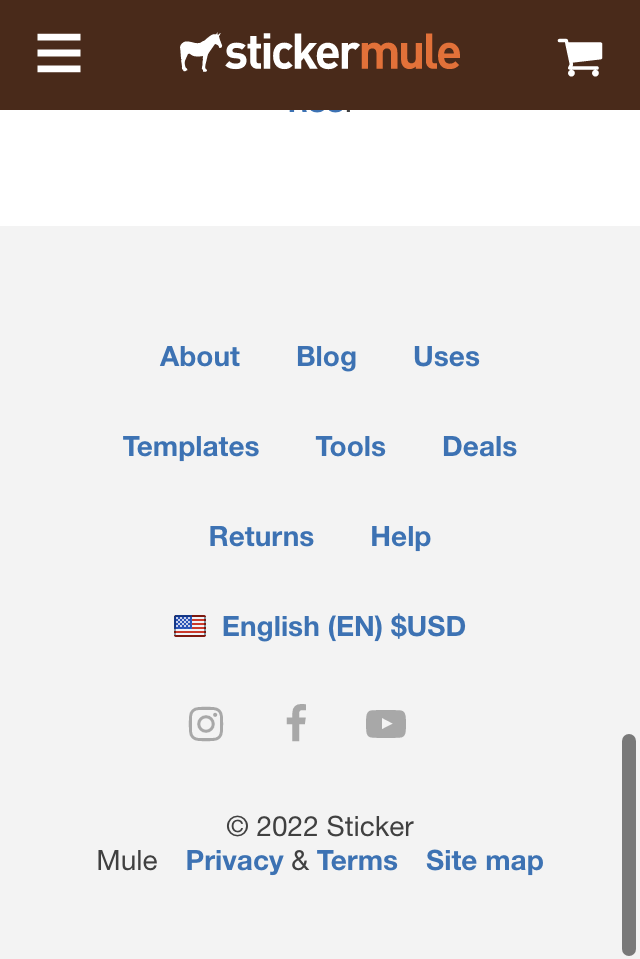 stickermule
About Blog Uses
Templates Tools Deals
Returns Help
English (EN) $USD
© 2022 Sticker
Mule Privacy & Terms Site map